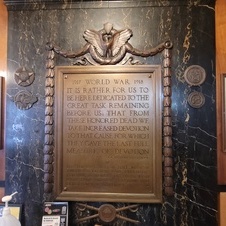 1917 WORLD WAR 1918
IT IS RATHER FOR US TO
BE HERE DEDICATED TO THE
GREAT TASK REMAINING
BEFORE US; THAT FROM
THESE HONORED DEAD WE
TAKE INCREASED DEVOTION
TO THAT CAUSE FOR WHICH
THEY GAVE THE LAST FULL
MEASURE OF DEVOTION